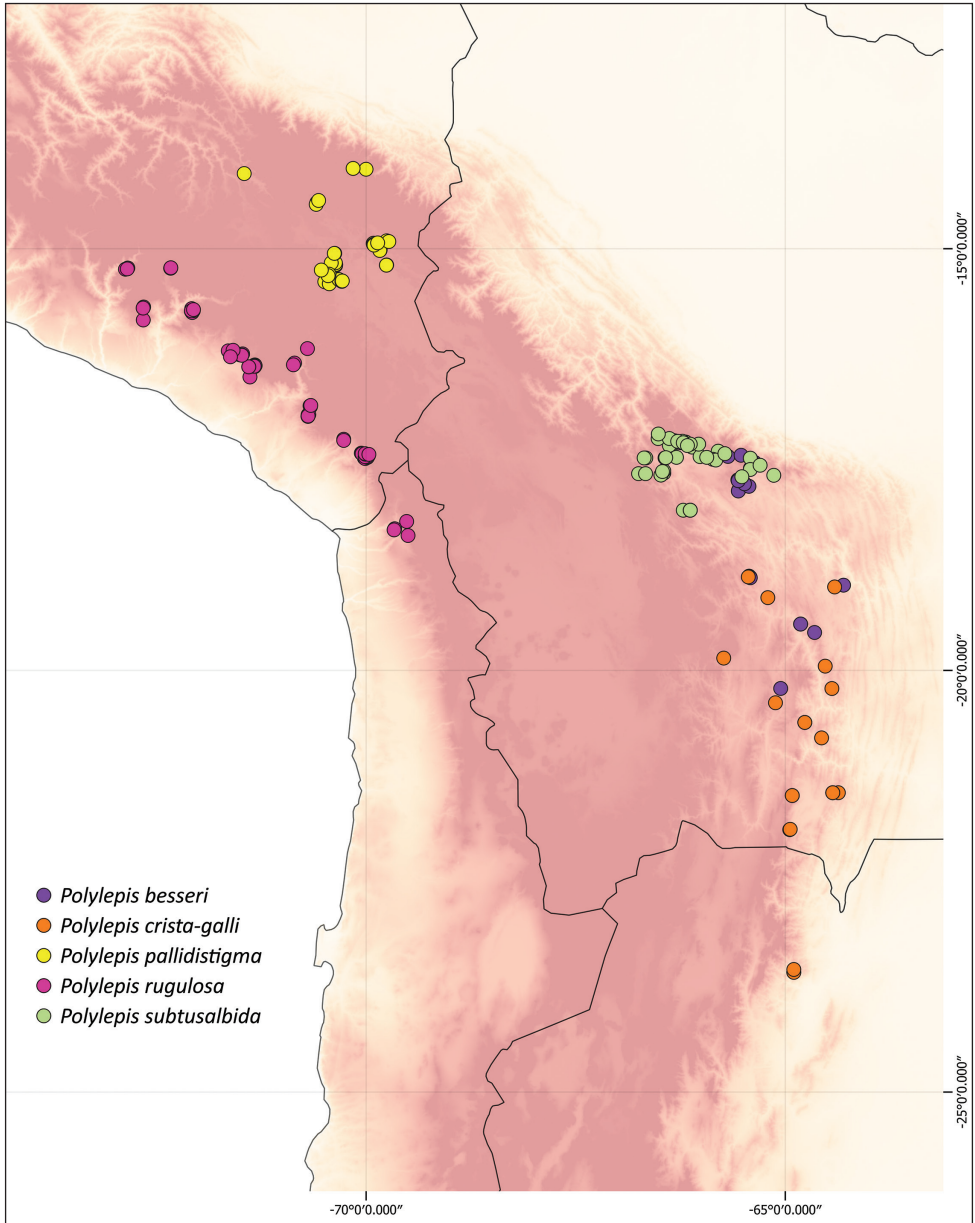 -15°0'0.000″
-20°0'0.000″
-25°0'0.000″
Polylepis besseri
Polylepis crista-galli
Polylepis pallidistigma
Polylepis rugulosa
Polylepis subtusalbida
-70°0'0.000″
-65°0'0.000″